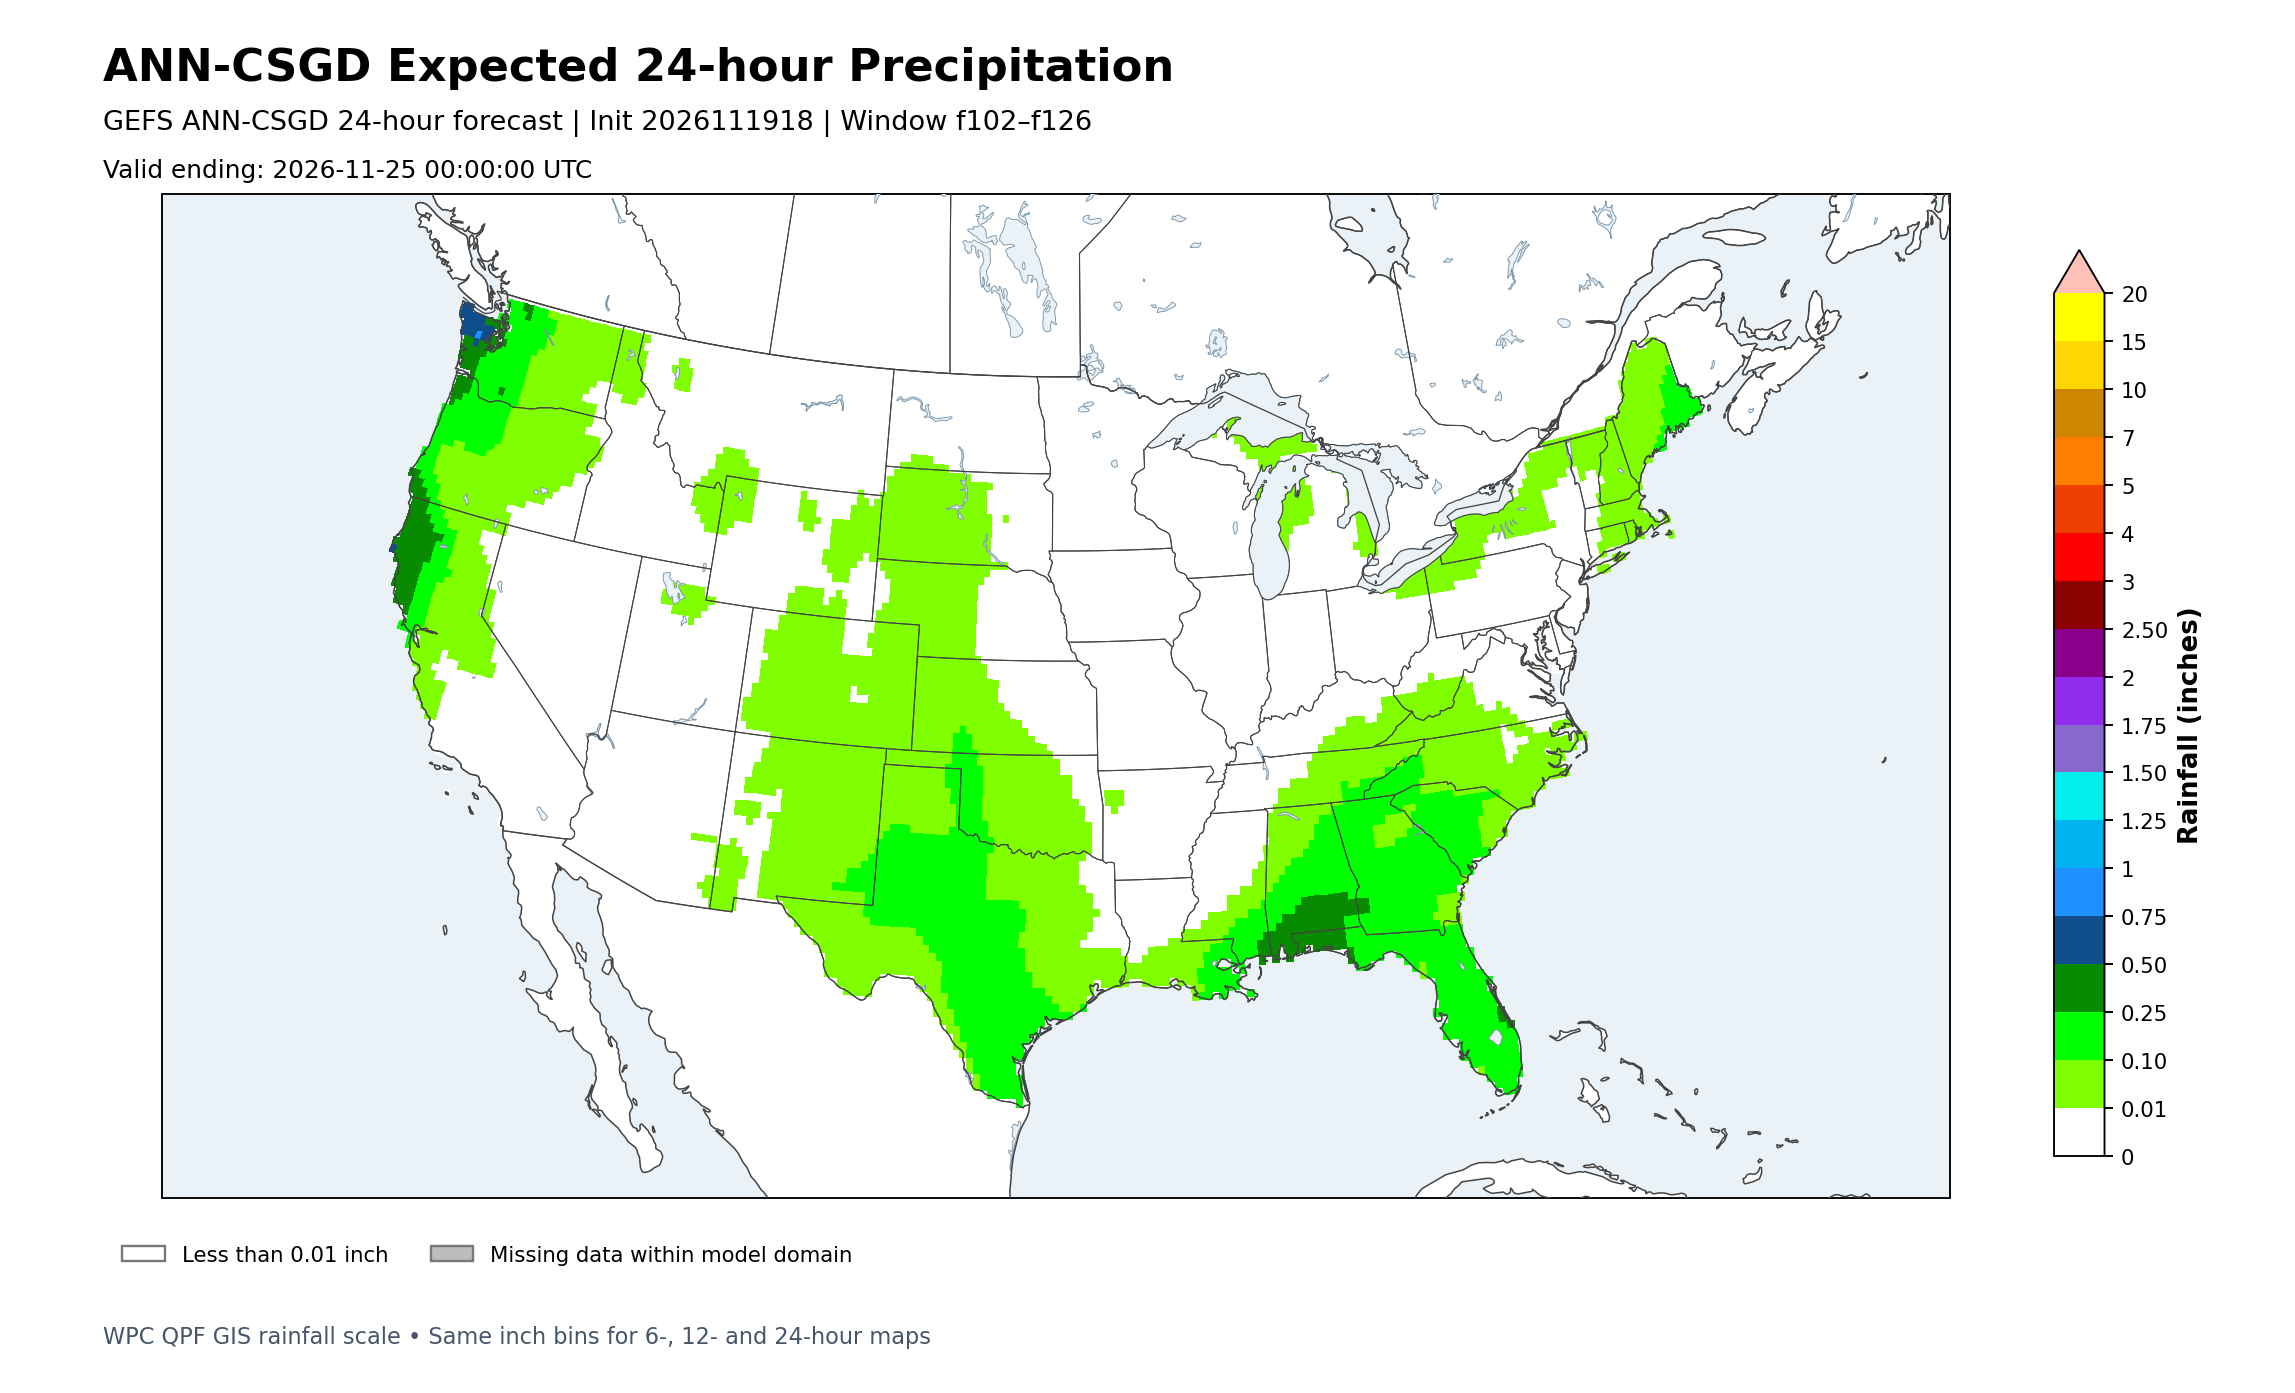 ANN-CSGD Expected 24-hour Precipitation
GEFS ANN-CSGD 24-hour forecast | Init 2026111918 | Window f102–f126
Valid ending: 2026-11-25 00:00:00 UTC
20
15
10
7
5
4
3
2.50
2
1.75
1.50
1.25
1
0.75
0.50
0.25
0.10
0.01
0
Rainfall (inches)
Less than 0.01 inch
Missing data within model domain
WPC QPF GIS rainfall scale • Same inch bins for 6-, 12- and 24-hour maps